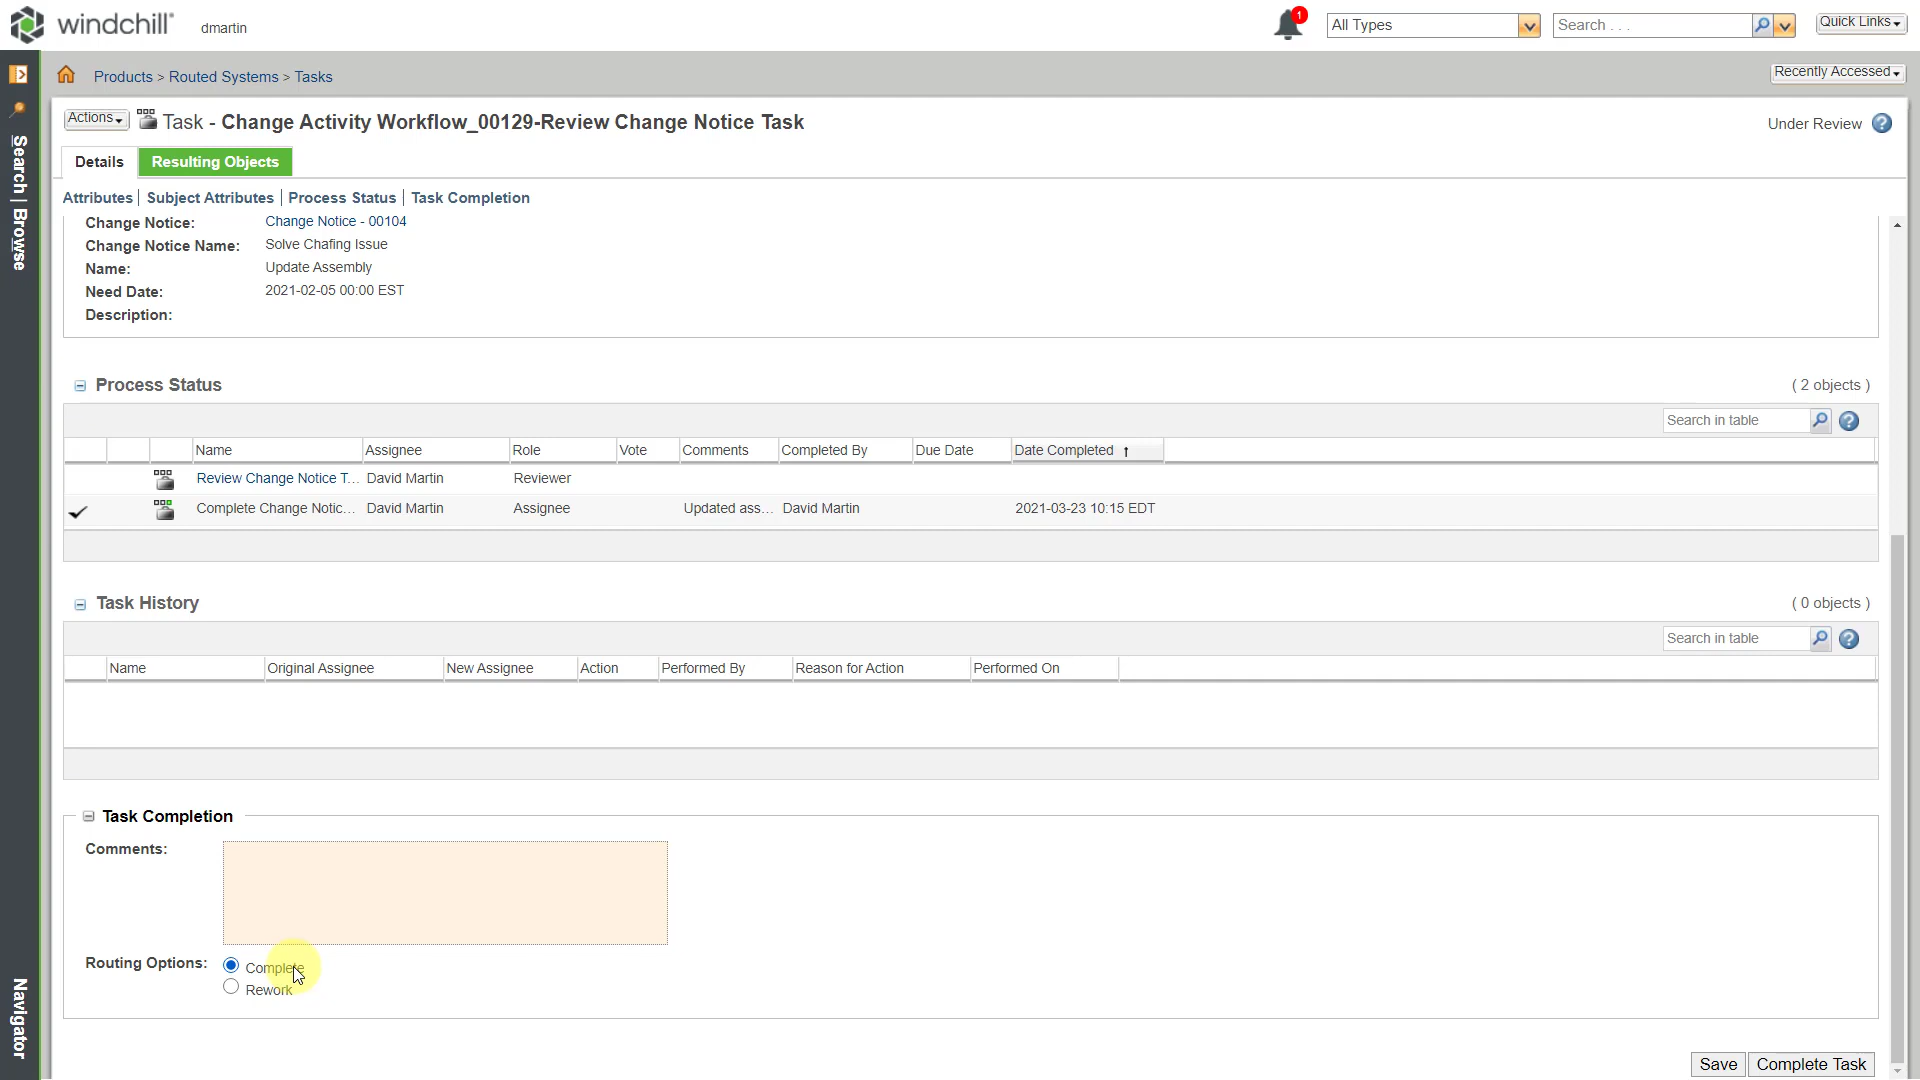 windchill®
dmartin
1
All Types
Search . . .
Quick Links
Products > Routed Systems > Tasks
Recently Accessed
Actions
Task - Change Activity Workflow_00129-Review Change Notice Task
Under Review
Details
Resulting Objects
Attributes | Subject Attributes | Process Status | Task Completion
Change Notice: Change Notice - 00104
Change Notice Name: Solve Chafing Issue
Name: Update Assembly
Need Date: 2021-02-05 00:00 EST
Description:
Process Status
( 2 objects )
Search in table
Name Assignee Role Vote Comments Completed By Due Date Date Completed ↑
Review Change Notice T... David Martin Reviewer
Complete Change Notic... David Martin Assignee Updated ass... David Martin 2021-03-23 10:15 EDT
Task History
( 0 objects )
Search in table
Name Original Assignee New Assignee Action Performed By Reason for Action Performed On
Task Completion
Comments:
Routing Options: Complete
Rework
Save Complete Task
Search | Browse
Navigator